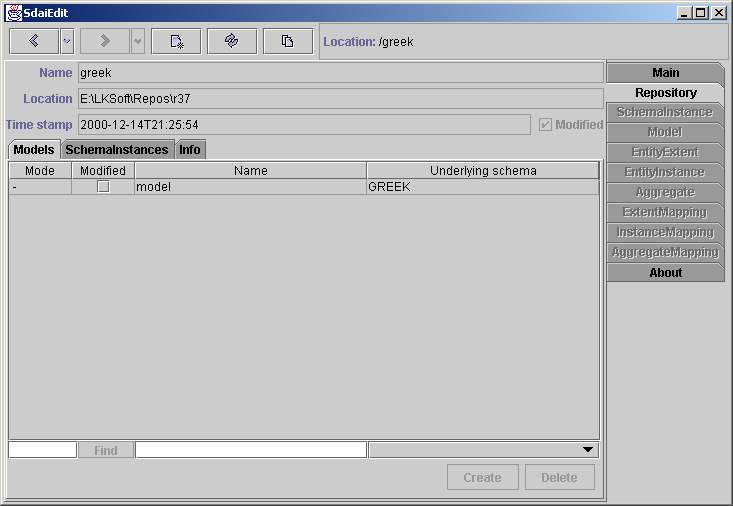 SdaiEdit
Location: /greek
Name greek
Location E:\LKSoft\Repos\r37
Time stamp 2000-12-14T21:25:54 Modified
Models SchemaInstances Info
Mode Modified Name Underlying schema
- model GREEK
Find
Create Delete
Main
Repository
SchemaInstance
Model
EntityExtent
EntityInstance
Aggregate
ExtentMapping
InstanceMapping
AggregateMapping
About